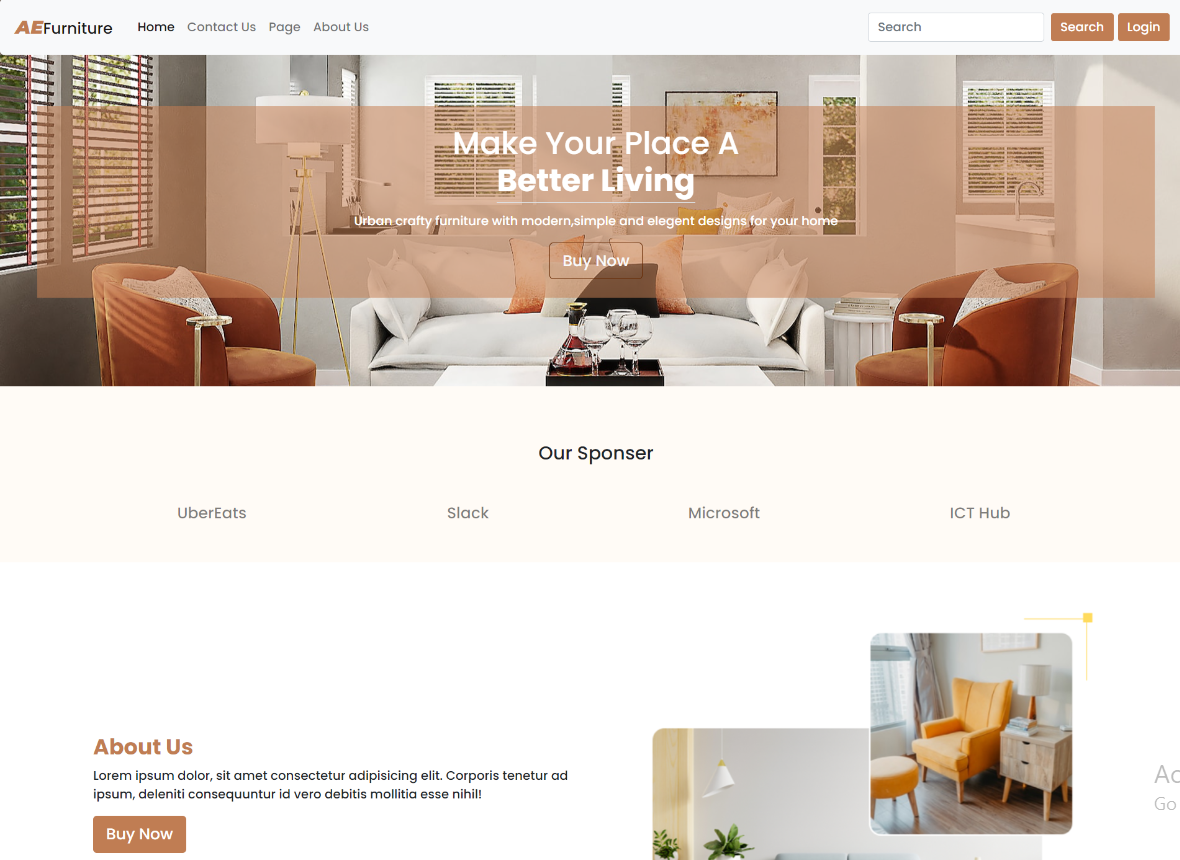 AEFurniture Home Contact Us Page About Us Search Search Login
Make Your Place A
Better Living
Urban crafty furniture with modern,simple and elegent designs for your home
Buy Now
Our Sponser
UberEats Slack Microsoft ICT Hub
About Us
Lorem ipsum dolor, sit amet consectetur adipisicing elit. Corporis tenetur ad
ipsum, deleniti consequuntur id vero debitis mollitia esse nihil!
Buy Now
Go